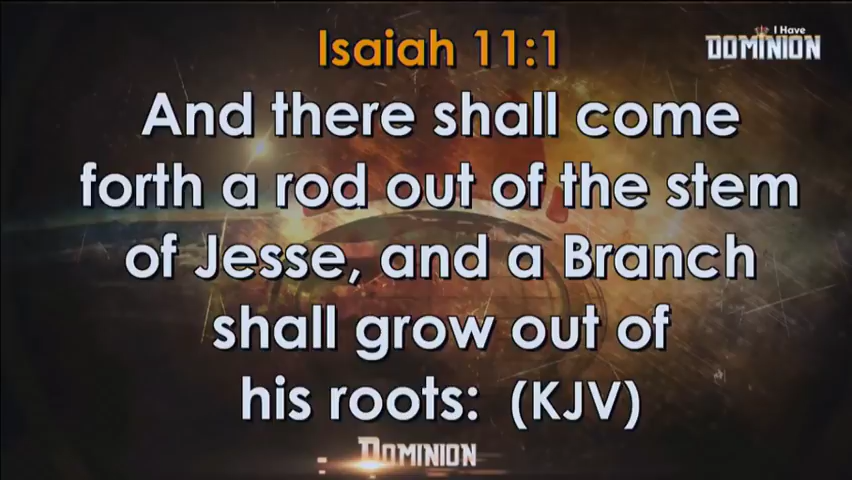 Isaiah 11:1
I Have
DOMINION
And there shall come
forth a rod out of the stem
of Jesse, and a Branch
shall grow out of
his roots: (KJV)
DOMINION